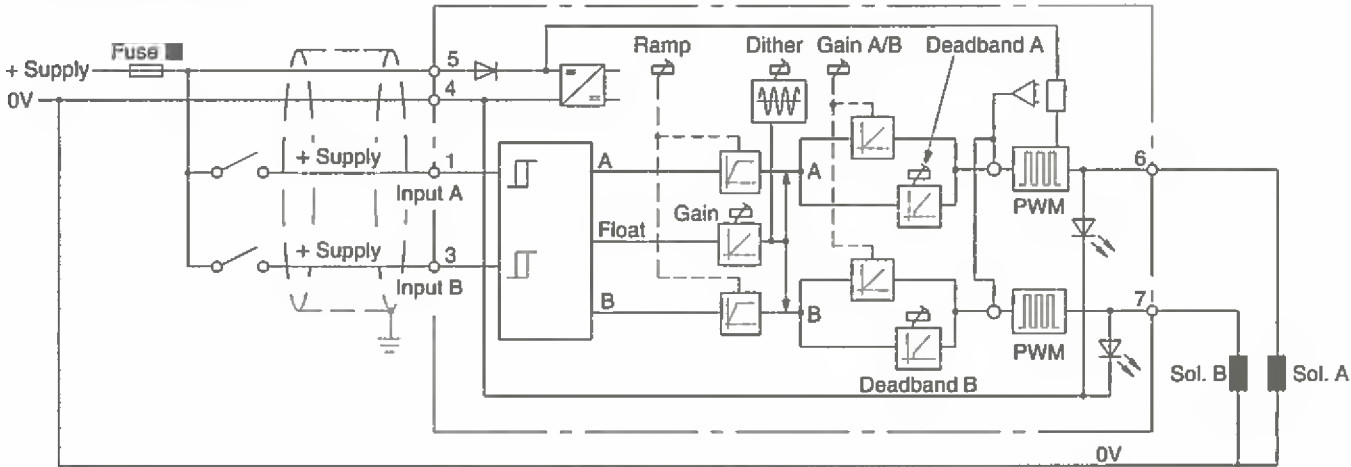 Fuse
Ramp
Dither
Gain A/B
Deadband A
+ Supply
5
0V
4
+ Supply
1
A
A
6
Input A
Gain
PWM
Float
+ Supply
3
Input B
B
B
7
PWM
Deadband B
Sol. B
Sol. A
0V